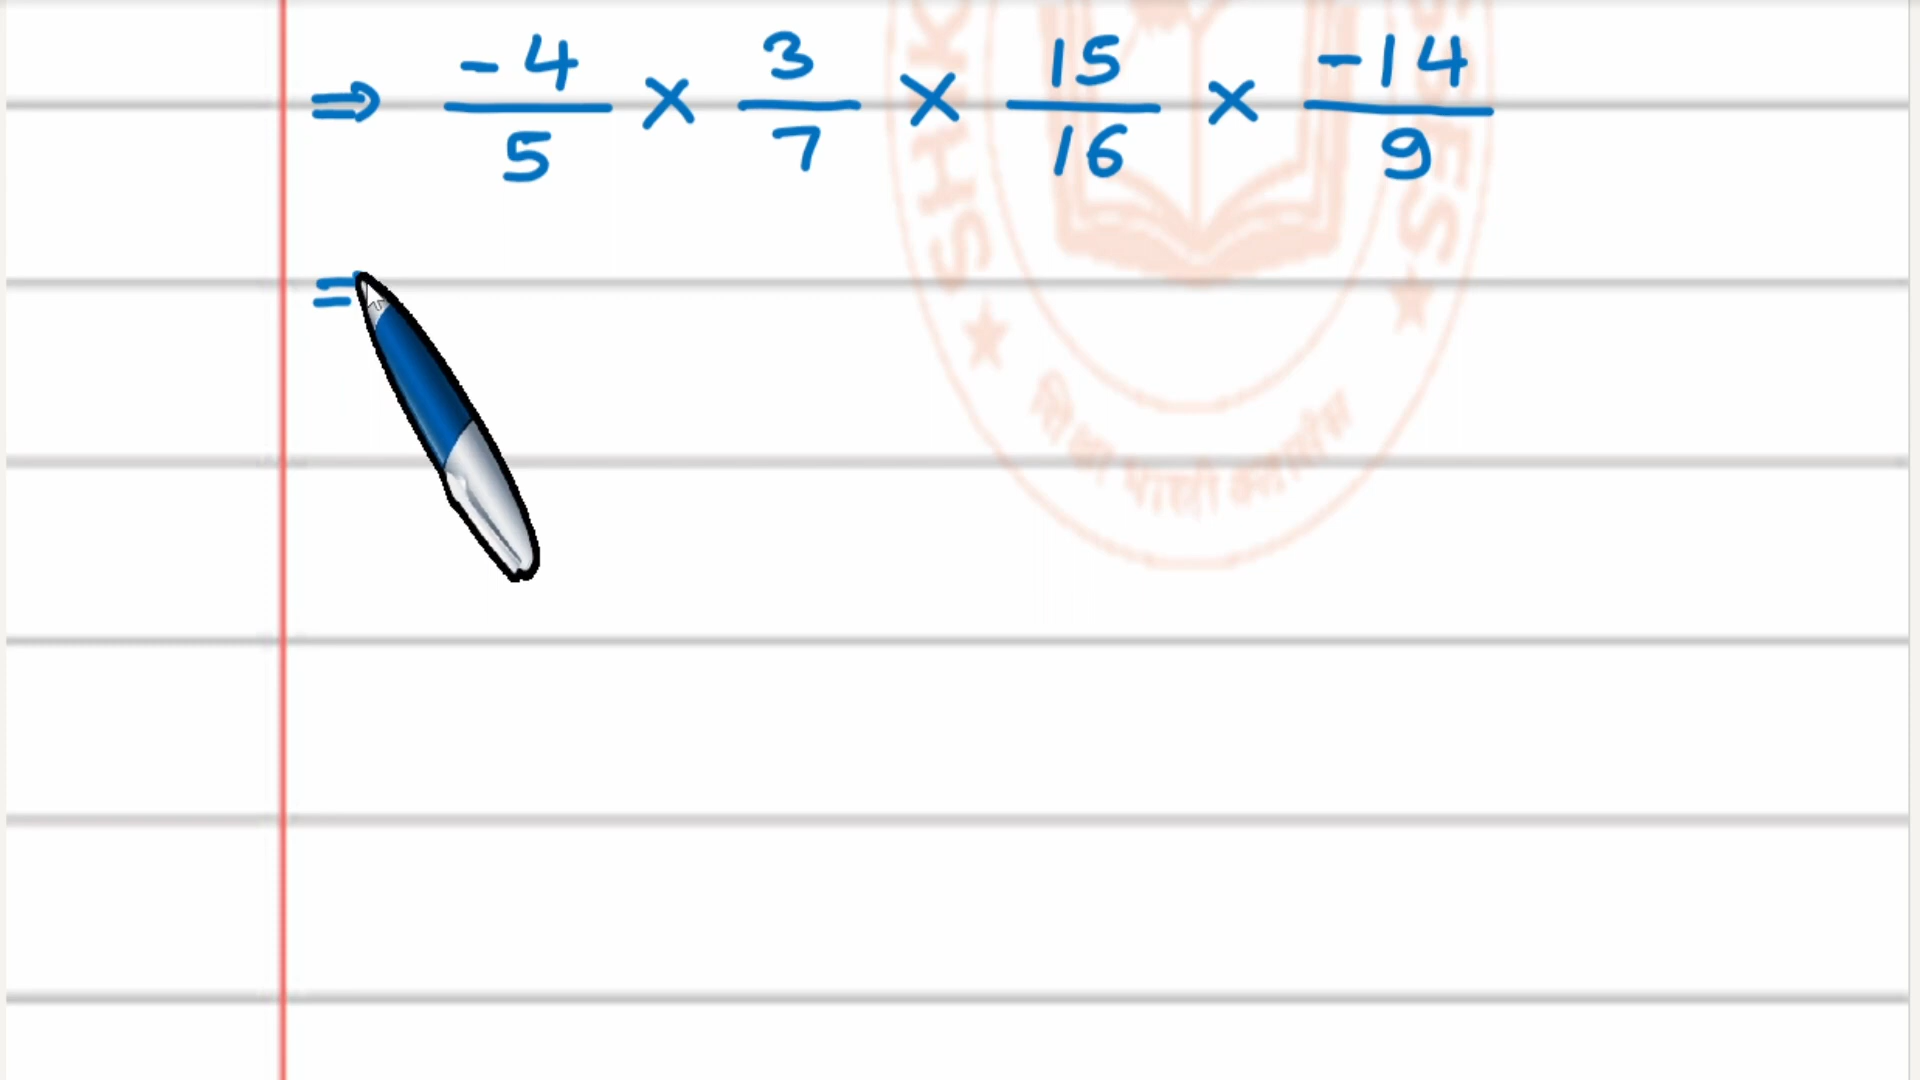 ⇒ -4/5 × 3/7 × 15/16 × -14/9
=